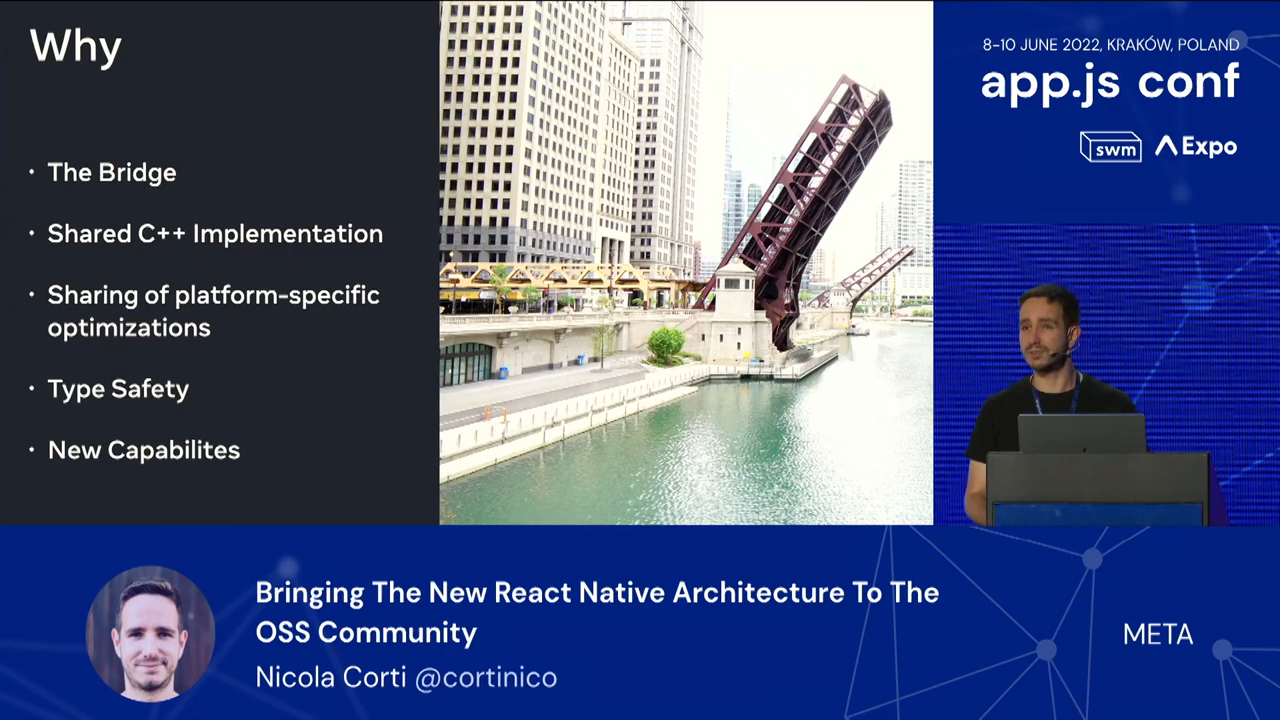 Why
• The Bridge
• Shared C++ Implementation
• Sharing of platform-specific
optimizations
• Type Safety
• New Capabilites
8-10 JUNE 2022, KRAKÓW, POLAND
app.js conf
swm Expo
Bringing The New React Native Architecture To The
OSS Community
Nicola Corti @cortinico
META